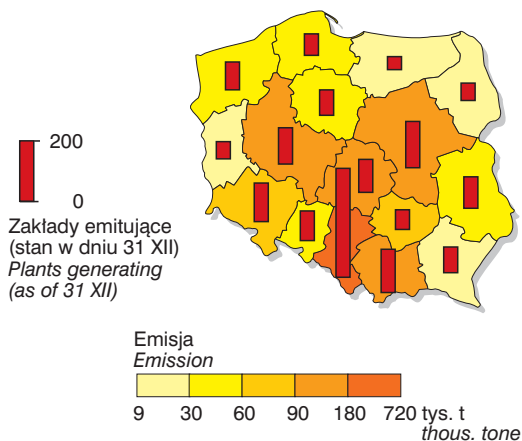 200
0
Zakłady emitujące
(stan w dniu 31 XII)
Plants generating
(as of 31 XII)
Emisja
Emission
9 30 60 90 180 720 tys. t
thous. tone